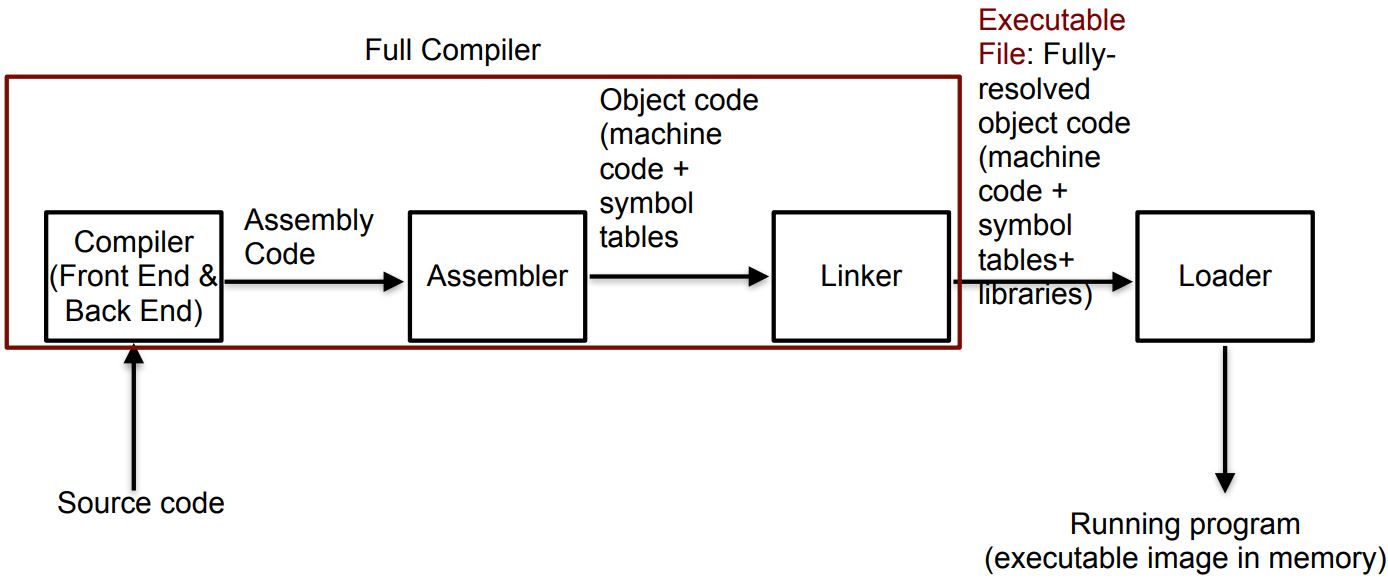 Full Compiler
Executable
File: Fully-
resolved
object code
(machine
code +
symbol
tables+
libraries)
Object code
(machine
code +
symbol
tables
Compiler
(Front End &
Back End)
Assembly
Code
Assembler
Linker
Loader
Source code
Running program
(executable image in memory)